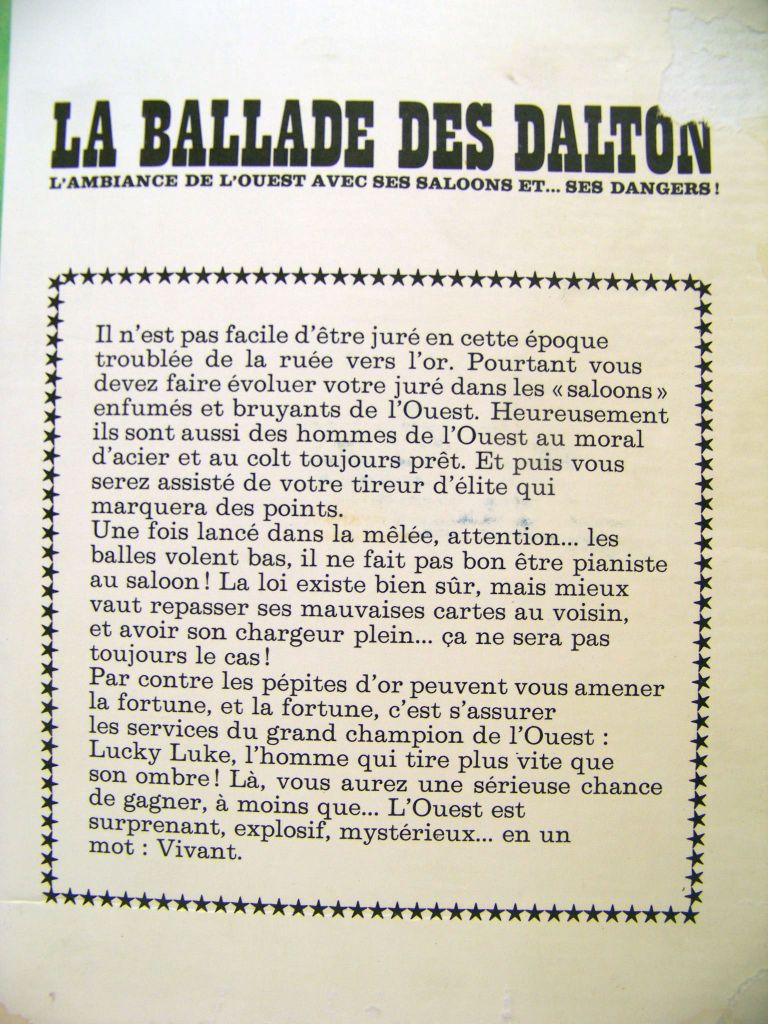 LA BALLADE DES DALTON
L'AMBIANCE DE L'OUEST AVEC SES SALOONS ET... SES DANGERS!
Il n'est pas facile d'être juré en cette époque
troublée de la ruée vers l'or. Pourtant vous
devez faire évoluer votre juré dans les «saloons»
enfumés et bruyants de l'Ouest. Heureusement
ils sont aussi des hommes de l'Ouest au moral
d'acier et au colt toujours prêt. Et puis vous
serez assisté de votre tireur d'élite qui
marquera des points.
Une fois lancé dans la mêlée, attention... les
balles volent bas, il ne fait pas bon être pianiste
au saloon! La loi existe bien sûr, mais mieux
vaut repasser ses mauvaises cartes au voisin,
et avoir son chargeur plein... ça ne sera pas
toujours le cas!
Par contre les pépites d'or peuvent vous amener
la fortune, et la fortune, c'est s'assurer
les services du grand champion de l'Ouest :
Lucky Luke, l'homme qui tire plus vite que
son ombre! Là, vous aurez une sérieuse chance
de gagner, à moins que... L'Ouest est
surprenant, explosif, mystérieux... en un
mot : Vivant.